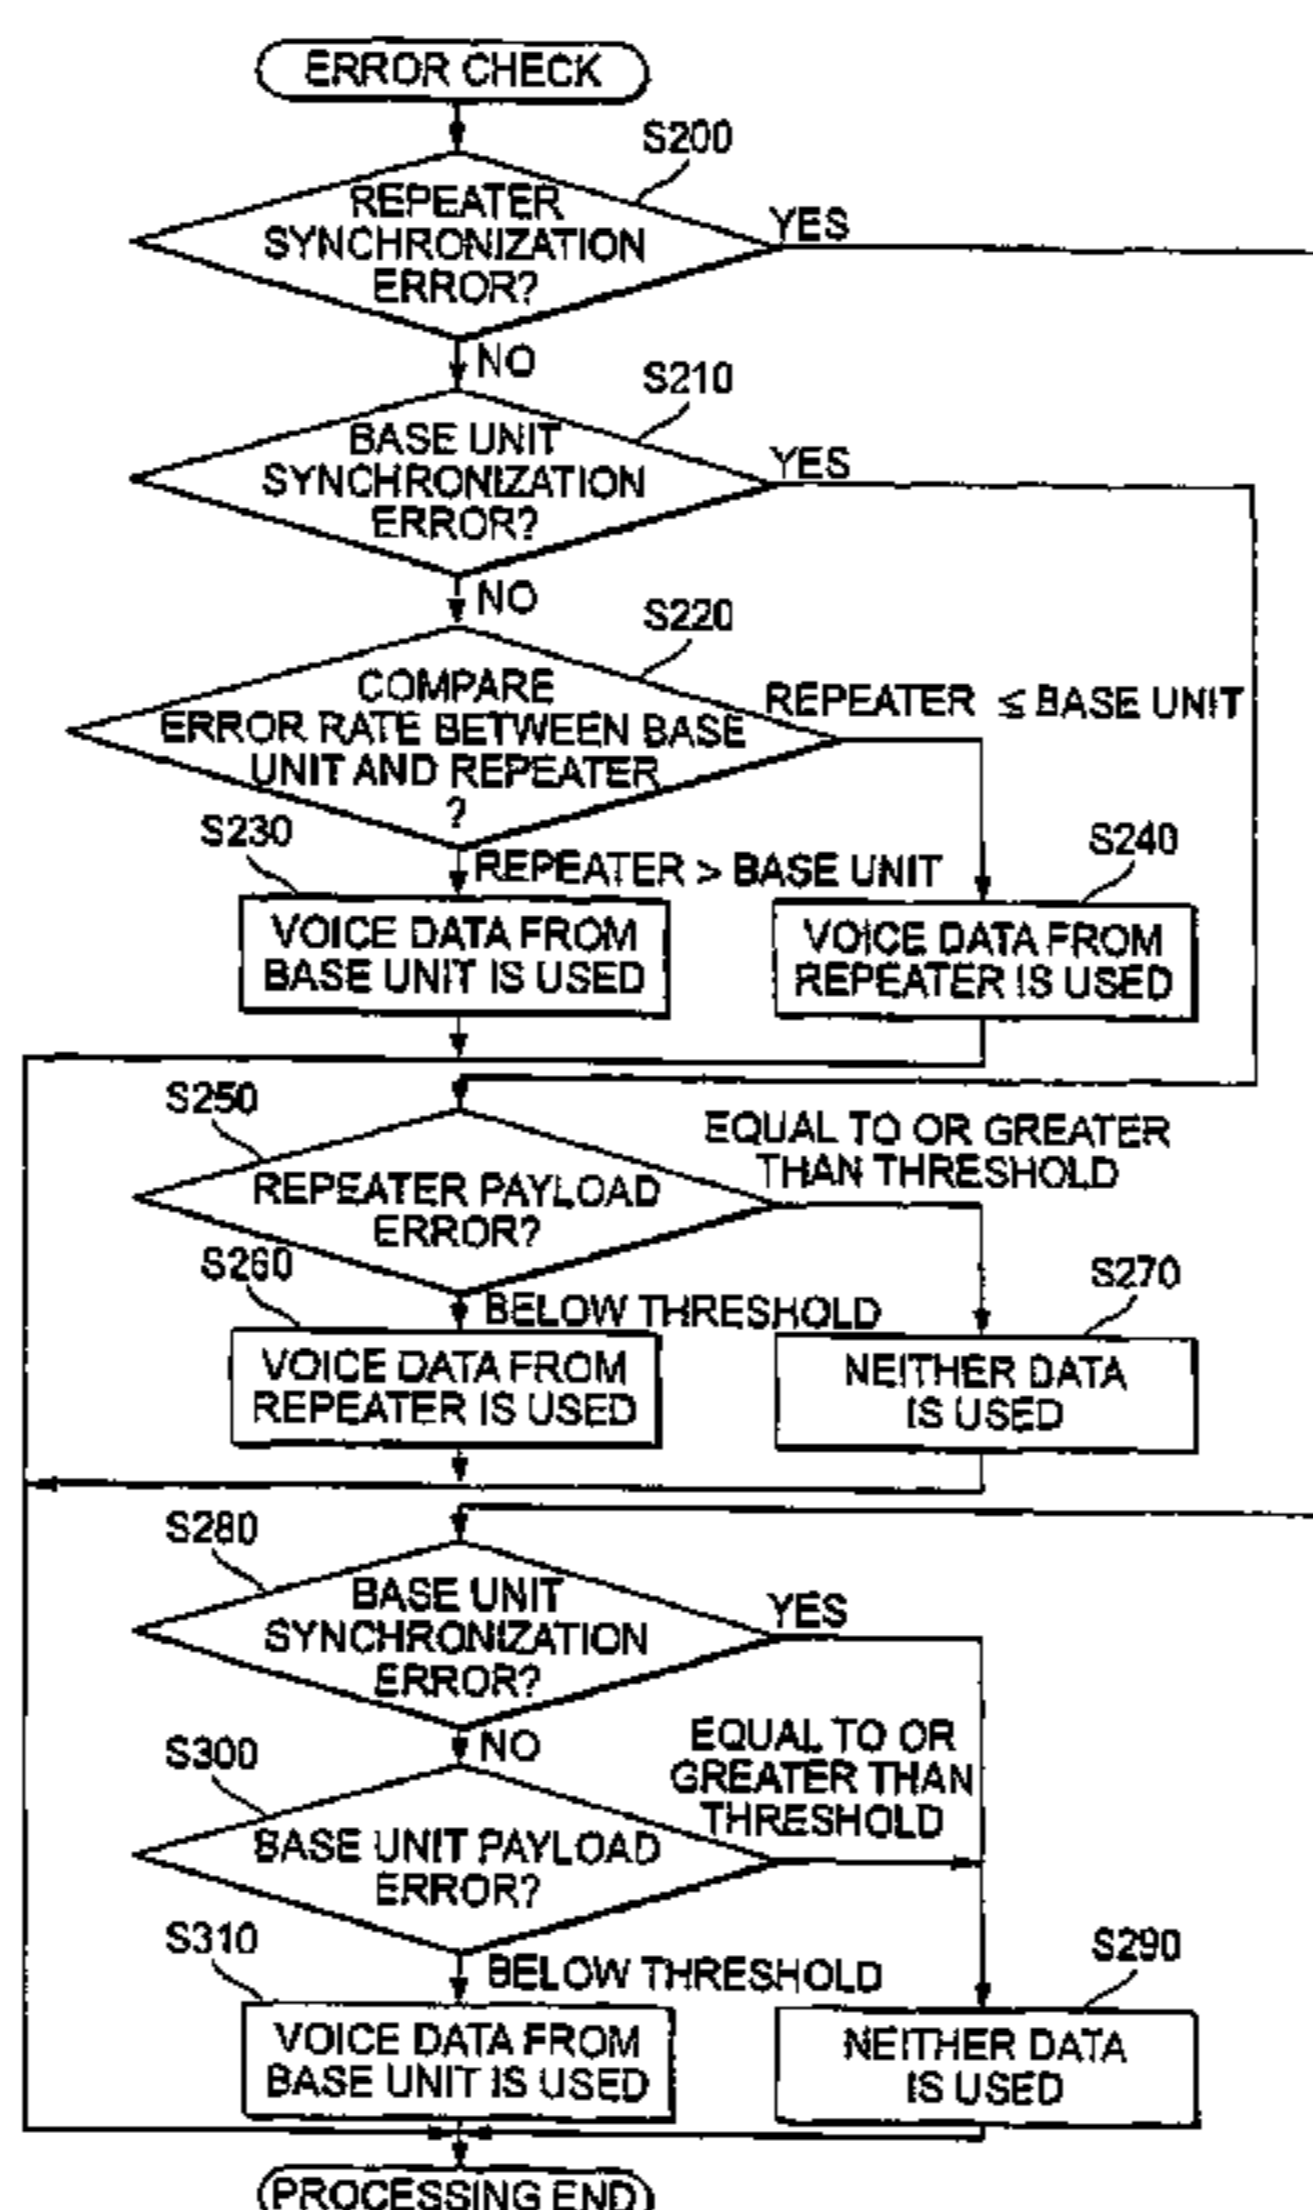 ERROR CHECK
S200
REPEATER
SYNCHRONIZATION
ERROR?
YES
NO
S210
BASE UNIT
SYNCHRONIZATION
ERROR?
YES
NO
S220
COMPARE
ERROR RATE BETWEEN BASE
UNIT AND REPEATER
?
REPEATER ≤ BASE UNIT
REPEATER > BASE UNIT
S230
VOICE DATA FROM
BASE UNIT IS USED
S240
VOICE DATA FROM
REPEATER IS USED
S250
REPEATER PAYLOAD
ERROR?
EQUAL TO OR GREATER
THAN THRESHOLD
BELOW THRESHOLD
S260
VOICE DATA FROM
REPEATER IS USED
S270
NEITHER DATA
IS USED
S280
BASE UNIT
SYNCHRONIZATION
ERROR?
YES
NO
S300
BASE UNIT PAYLOAD
ERROR?
EQUAL TO OR
GREATER THAN
THRESHOLD
BELOW THRESHOLD
S310
VOICE DATA FROM
BASE UNIT IS USED
S290
NEITHER DATA
IS USED
PROCESSING END